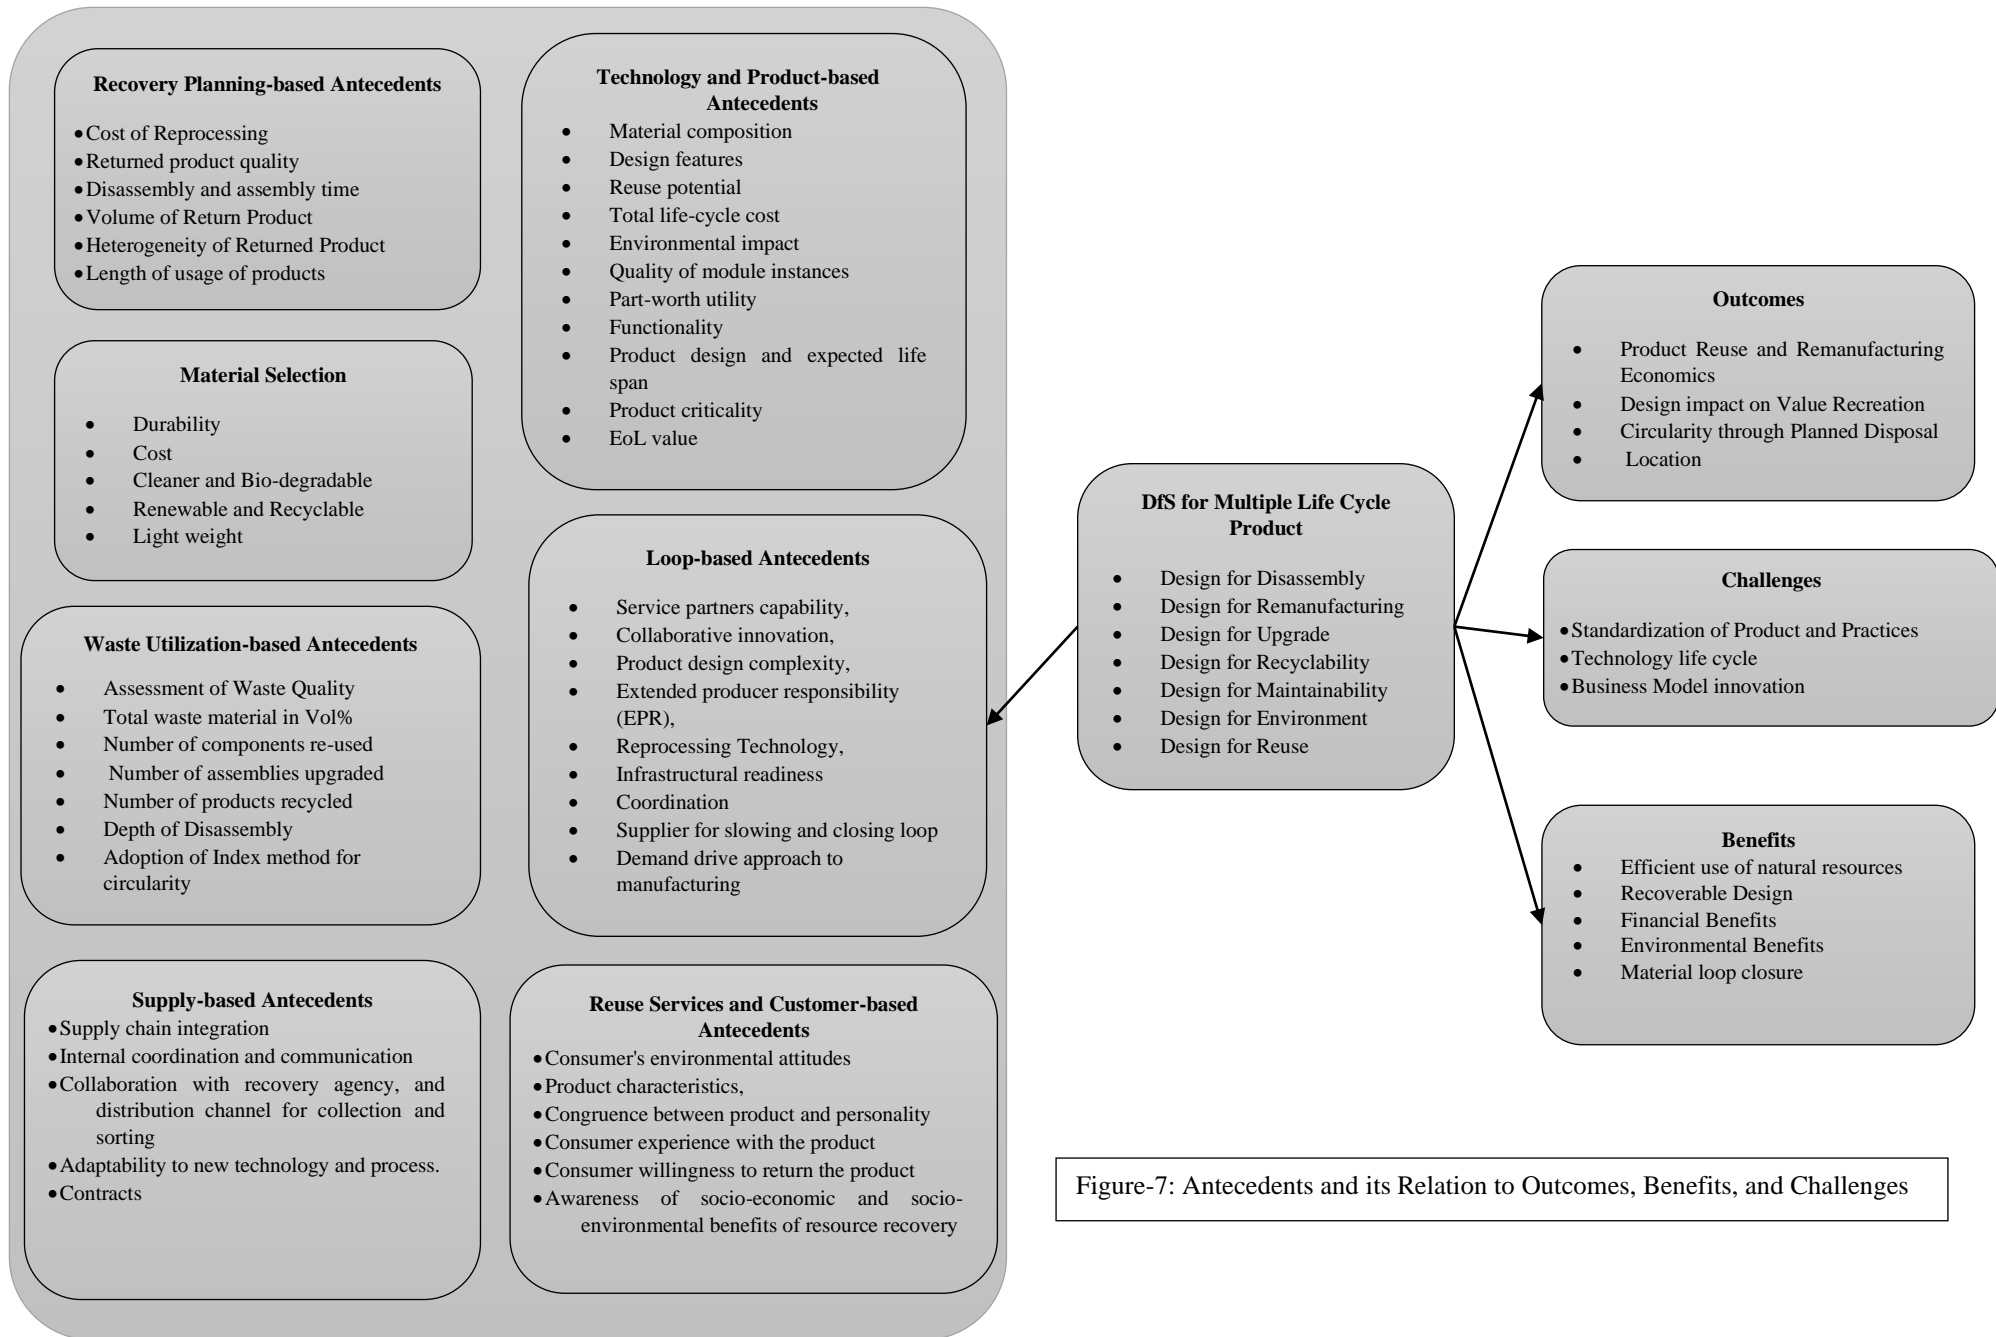 Recovery Planning-based Antecedents
• Cost of Reprocessing
• Returned product quality
• Disassembly and assembly time
• Volume of Return Product
• Heterogeneity of Returned Product
• Length of usage of products
Material Selection
• Durability
• Cost
• Cleaner and Bio-degradable
• Renewable and Recyclable
• Light weight
Waste Utilization-based Antecedents
• Assessment of Waste Quality
• Total waste material in Vol%
• Number of components re-used
• Number of assemblies upgraded
• Number of products recycled
• Depth of Disassembly
• Adoption of Index method for
circularity
Supply-based Antecedents
• Supply chain integration
• Internal coordination and communication
• Collaboration with recovery agency, and
distribution channel for collection and
sorting
• Adaptability to new technology and process.
• Contracts
Technology and Product-based
Antecedents
• Material composition
• Design features
• Reuse potential
• Total life-cycle cost
• Environmental impact
• Quality of module instances
• Part-worth utility
• Functionality
• Product design and expected life
span
• Product criticality
• EoL value
Loop-based Antecedents
• Service partners capability,
• Collaborative innovation,
• Product design complexity,
• Extended producer responsibility
(EPR),
• Reprocessing Technology,
• Infrastructural readiness
• Coordination
• Supplier for slowing and closing loop
• Demand drive approach to
manufacturing
Reuse Services and Customer-based
Antecedents
• Consumer's environmental attitudes
• Product characteristics,
• Congruence between product and personality
• Consumer experience with the product
• Consumer willingness to return the product
• Awareness of socio-economic and socio-
environmental benefits of resource recovery
DfS for Multiple Life Cycle
Product
• Design for Disassembly
• Design for Remanufacturing
• Design for Upgrade
• Design for Recyclability
• Design for Maintainability
• Design for Environment
• Design for Reuse
Outcomes
• Product Reuse and Remanufacturing
Economics
• Design impact on Value Recreation
• Circularity through Planned Disposal
• Location
Challenges
• Standardization of Product and Practices
• Technology life cycle
• Business Model innovation
Benefits
• Efficient use of natural resources
• Recoverable Design
• Financial Benefits
• Environmental Benefits
• Material loop closure
Figure-7: Antecedents and its Relation to Outcomes, Benefits, and Challenges